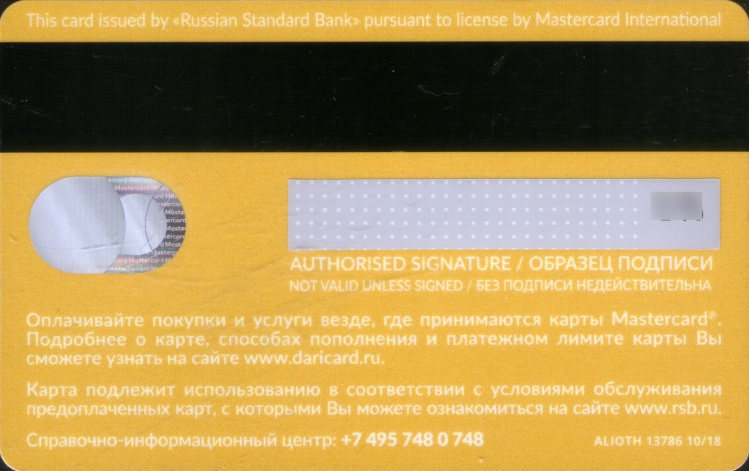 This card issued by «Russian Standard Bank» pursuant to license by Mastercard International
AUTHORISED SIGNATURE / ОБРАЗЕЦ ПОДПИСИ
NOT VALID UNLESS SIGNED / БЕЗ ПОДПИСИ НЕДЕЙСТВИТЕЛЬНА
Оплачивайте покупки и услуги везде, где принимаются карты Mastercard®.
Подробнее о карте, способах пополнения и платежном лимите карты Вы
сможете узнать на сайте www.daricard.ru.
Карта подлежит использованию в соответствии с условиями обслуживания
предоплаченных карт, с которыми Вы можете ознакомиться на сайте www.rsb.ru.
Справочно-информационный центр: +7 495 748 0 748
ALIOTH 13786 10/18